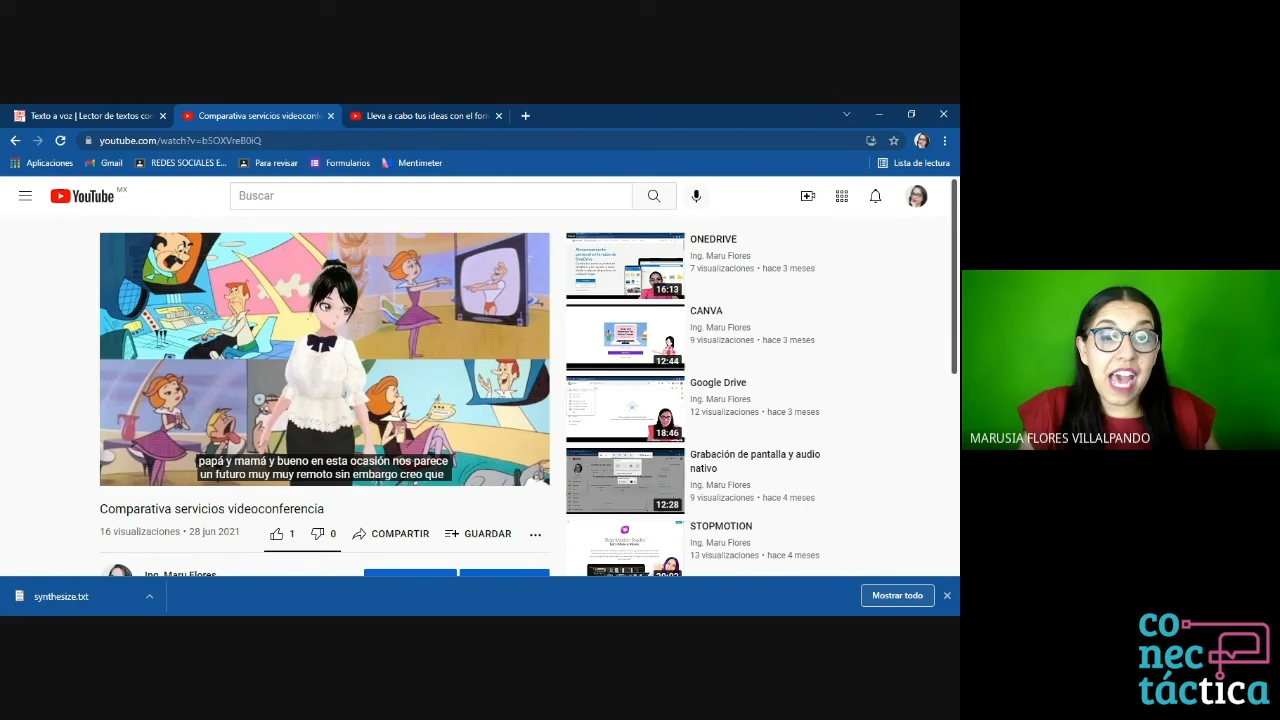 Texto a voz | Lector de textos con
Comparativa servicios videoconf
Lleva a cabo tus ideas con el form
youtube.com/watch?v=b5OXVreB0iQ
Aplicaciones
Gmail
REDES SOCIALES E...
Para revisar
Formularios
Mentimeter
Lista de lectura
YouTube MX
Buscar
papá y mamá y bueno en esta ocasión nos parece
un futuro muy muy remoto sin embargo creo que
Comparativa servicios videoconferencia
16 visualizaciones • 28 jun 2021
1
0
COMPARTIR
GUARDAR
Ing. Maru Flores
16:13
ONEDRIVE
Ing. Maru Flores
7 visualizaciones • hace 3 meses
12:44
CANVA
Ing. Maru Flores
9 visualizaciones • hace 3 meses
18:46
Google Drive
Ing. Maru Flores
12 visualizaciones • hace 3 meses
12:28
Grabación de pantalla y audio
nativo
Ing. Maru Flores
9 visualizaciones • hace 4 meses
STOPMOTION
Ing. Maru Flores
13 visualizaciones • hace 4 meses
synthesize.txt
Mostrar todo
MARUSIA FLORES VILLALPANDO
co
nec
táctica